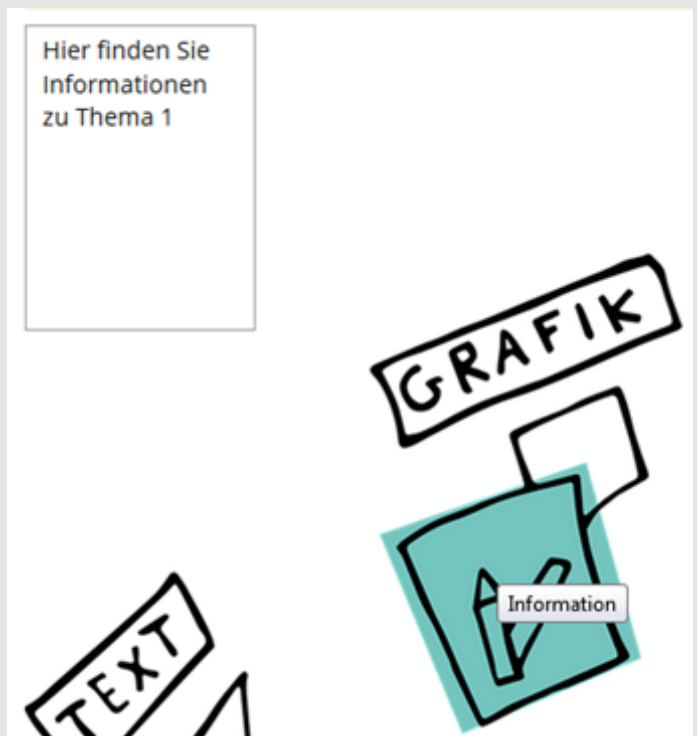 Hier finden Sie
Informationen
zu Thema 1
GRAFIK
Information
TEXT